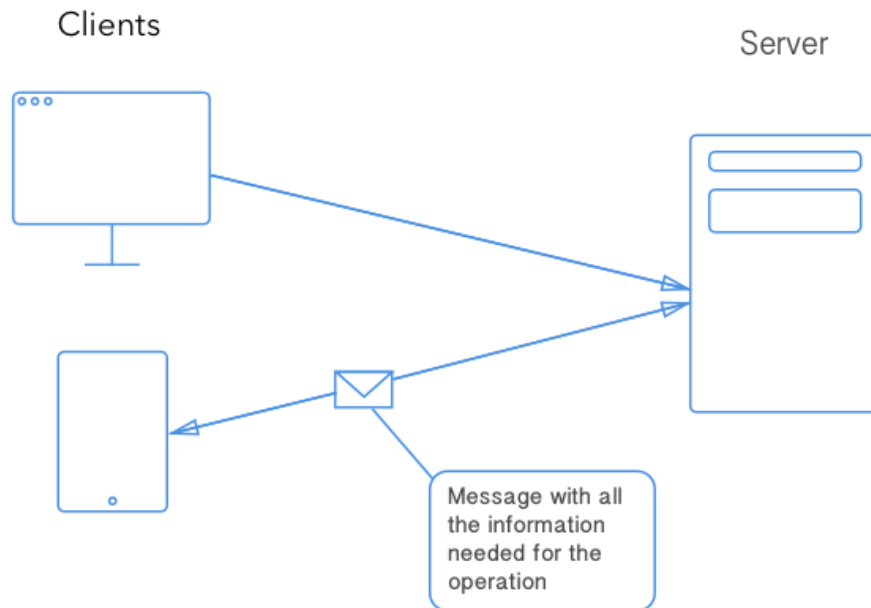 Clients
Server
Message with all
the information
needed for the
operation